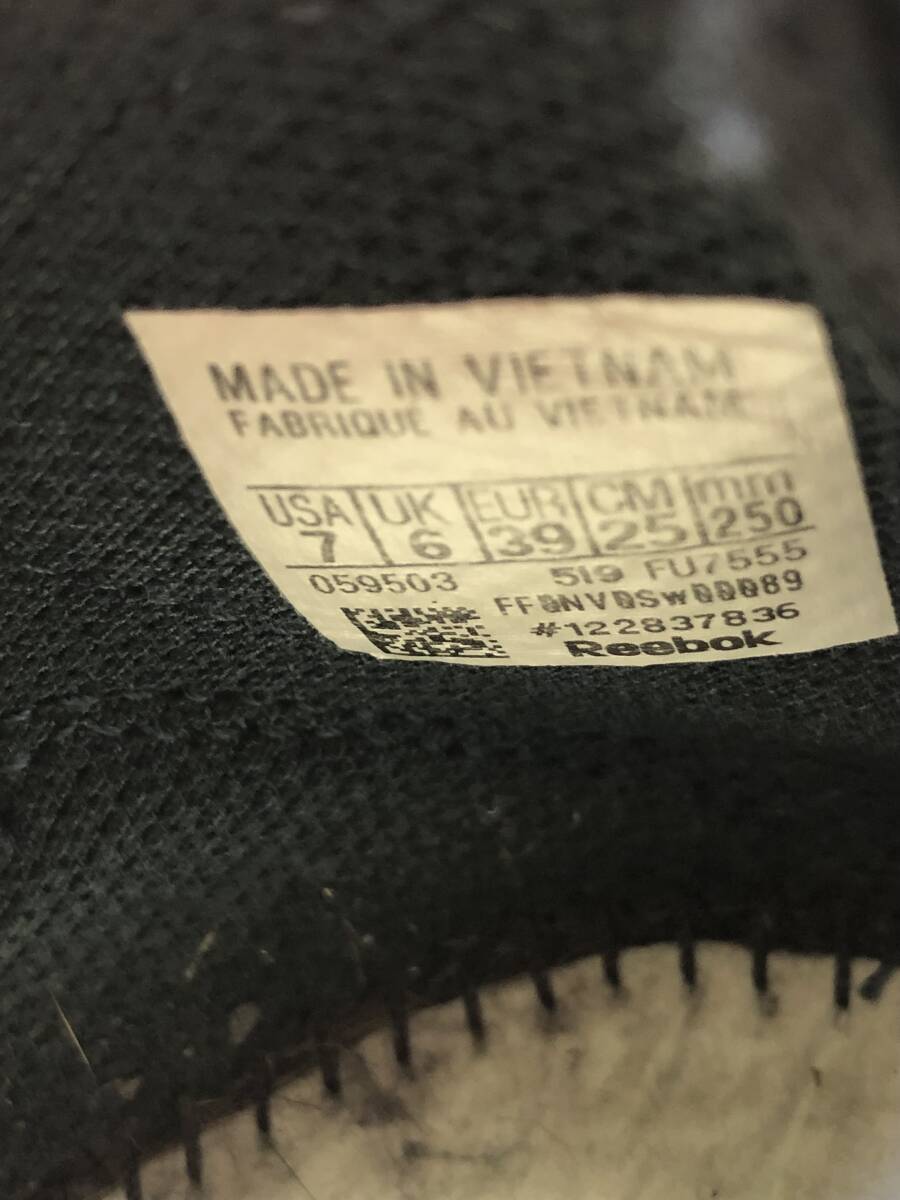 MADE IN VIETNAM
FABRIQUE AU VIETNAM
USA UK EUR CM mm
7 6 39 25 250
059503 519 FU7555
FF0NV0SW00089
#122837836
Reebok